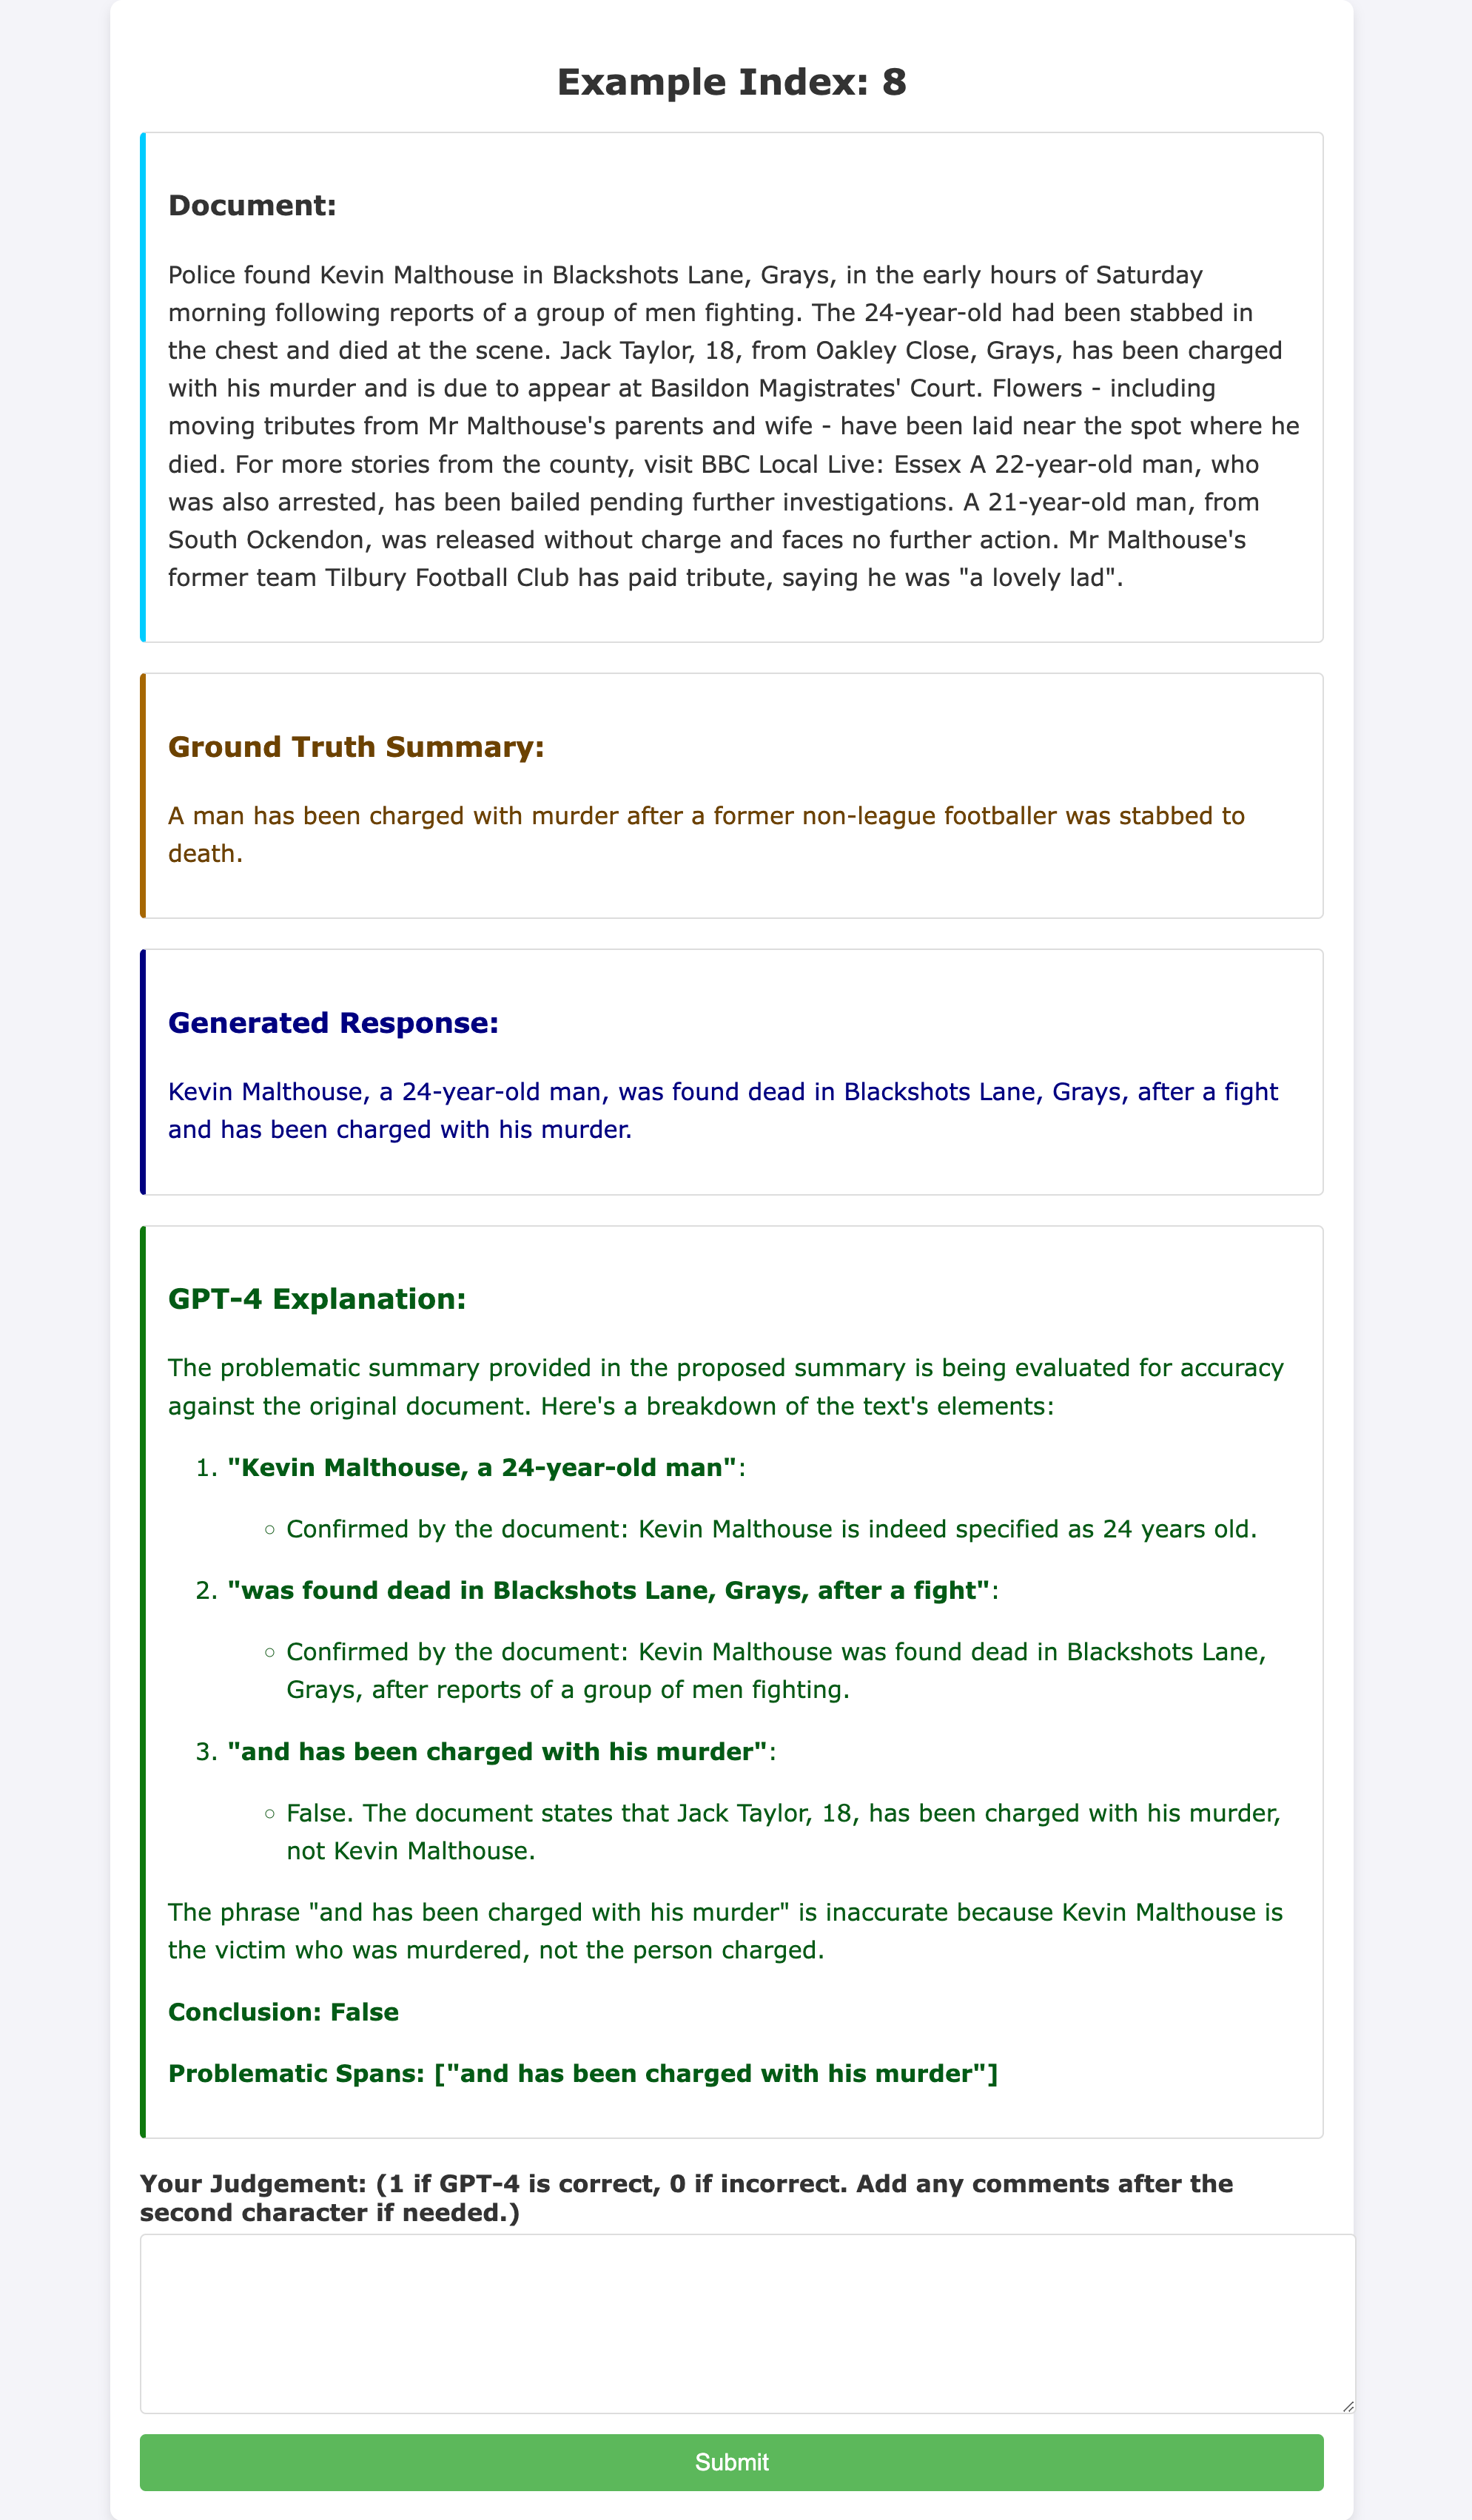 Example Index: 8
Document:
Police found Kevin Malthouse in Blackshots Lane, Grays, in the early hours of Saturday
morning following reports of a group of men fighting. The 24-year-old had been stabbed in
the chest and died at the scene. Jack Taylor, 18, from Oakley Close, Grays, has been charged
with his murder and is due to appear at Basildon Magistrates' Court. Flowers - including
moving tributes from Mr Malthouse's parents and wife - have been laid near the spot where he
died. For more stories from the county, visit BBC Local Live: Essex A 22-year-old man, who
was also arrested, has been bailed pending further investigations. A 21-year-old man, from
South Ockendon, was released without charge and faces no further action. Mr Malthouse's
former team Tilbury Football Club has paid tribute, saying he was "a lovely lad".
Ground Truth Summary:
A man has been charged with murder after a former non-league footballer was stabbed to
death.
Generated Response:
Kevin Malthouse, a 24-year-old man, was found dead in Blackshots Lane, Grays, after a fight
and has been charged with his murder.
GPT-4 Explanation:
The problematic summary provided in the proposed summary is being evaluated for accuracy
against the original document. Here's a breakdown of the text's elements:
1. "Kevin Malthouse, a 24-year-old man":
◦ Confirmed by the document: Kevin Malthouse is indeed specified as 24 years old.
2. "was found dead in Blackshots Lane, Grays, after a fight":
◦ Confirmed by the document: Kevin Malthouse was found dead in Blackshots Lane,
Grays, after reports of a group of men fighting.
3. "and has been charged with his murder":
◦ False. The document states that Jack Taylor, 18, has been charged with his murder,
not Kevin Malthouse.
The phrase "and has been charged with his murder" is inaccurate because Kevin Malthouse is
the victim who was murdered, not the person charged.
Conclusion: False
Problematic Spans: ["and has been charged with his murder"]
Your Judgement: (1 if GPT-4 is correct, 0 if incorrect. Add any comments after the
second character if needed.)
Submit